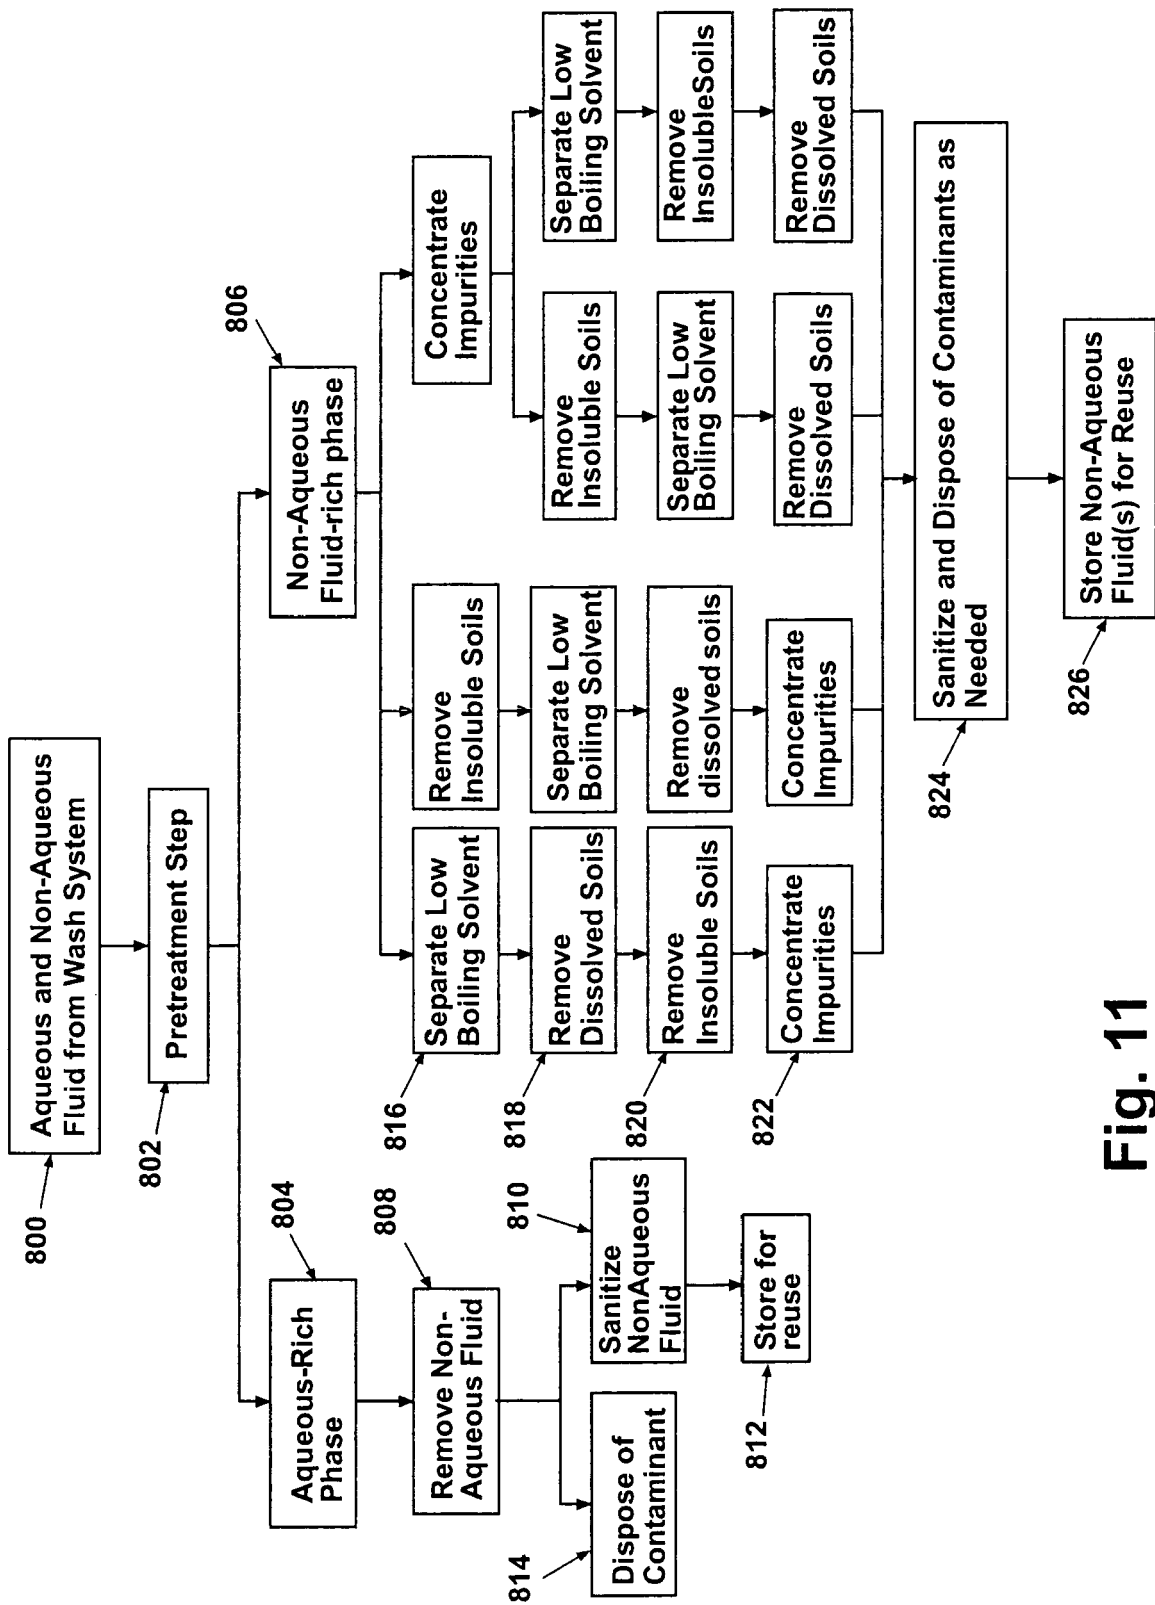 Aqueous and Non-Aqueous
Fluid from Wash System
800
Pretreatment Step
802
Aqueous-Rich
Phase
804
Non-Aqueous
Fluid-rich phase
806
Remove Non-
Aqueous Fluid
808
Dispose of
Contaminant
814
Sanitize
NonAqueous
Fluid
810
Store for
reuse
812
Separate Low
Boiling Solvent
816
Remove
Dissolved Soils
818
Remove
Insoluble Soils
820
Concentrate
Impurities
822
Remove
Insoluble Soils
Separate Low
Boiling Solvent
Remove
dissolved soils
Concentrate
Impurities
Concentrate
Impurities
Remove
Insoluble Soils
Separate Low
Boiling Solvent
Remove
Dissolved Soils
Separate Low
Boiling Solvent
Remove
InsolubleSoils
Remove
Dissolved Soils
Sanitize and Dispose of Contaminants as
Needed
824
Store Non-Aqueous
Fluid(s) for Reuse
826
Fig. 11